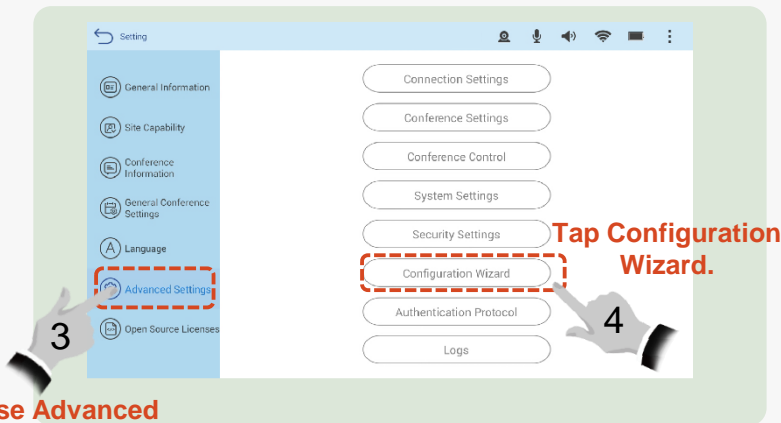 Setting
General Information
Site Capability
Conference
Information
General Conference
Settings
Language
Advanced Settings
Open Source Licenses
Connection Settings
Conference Settings
Conference Control
System Settings
Security Settings
Configuration Wizard
Authentication Protocol
Logs
Tap Configuration
Wizard.
3
4
se Advanced